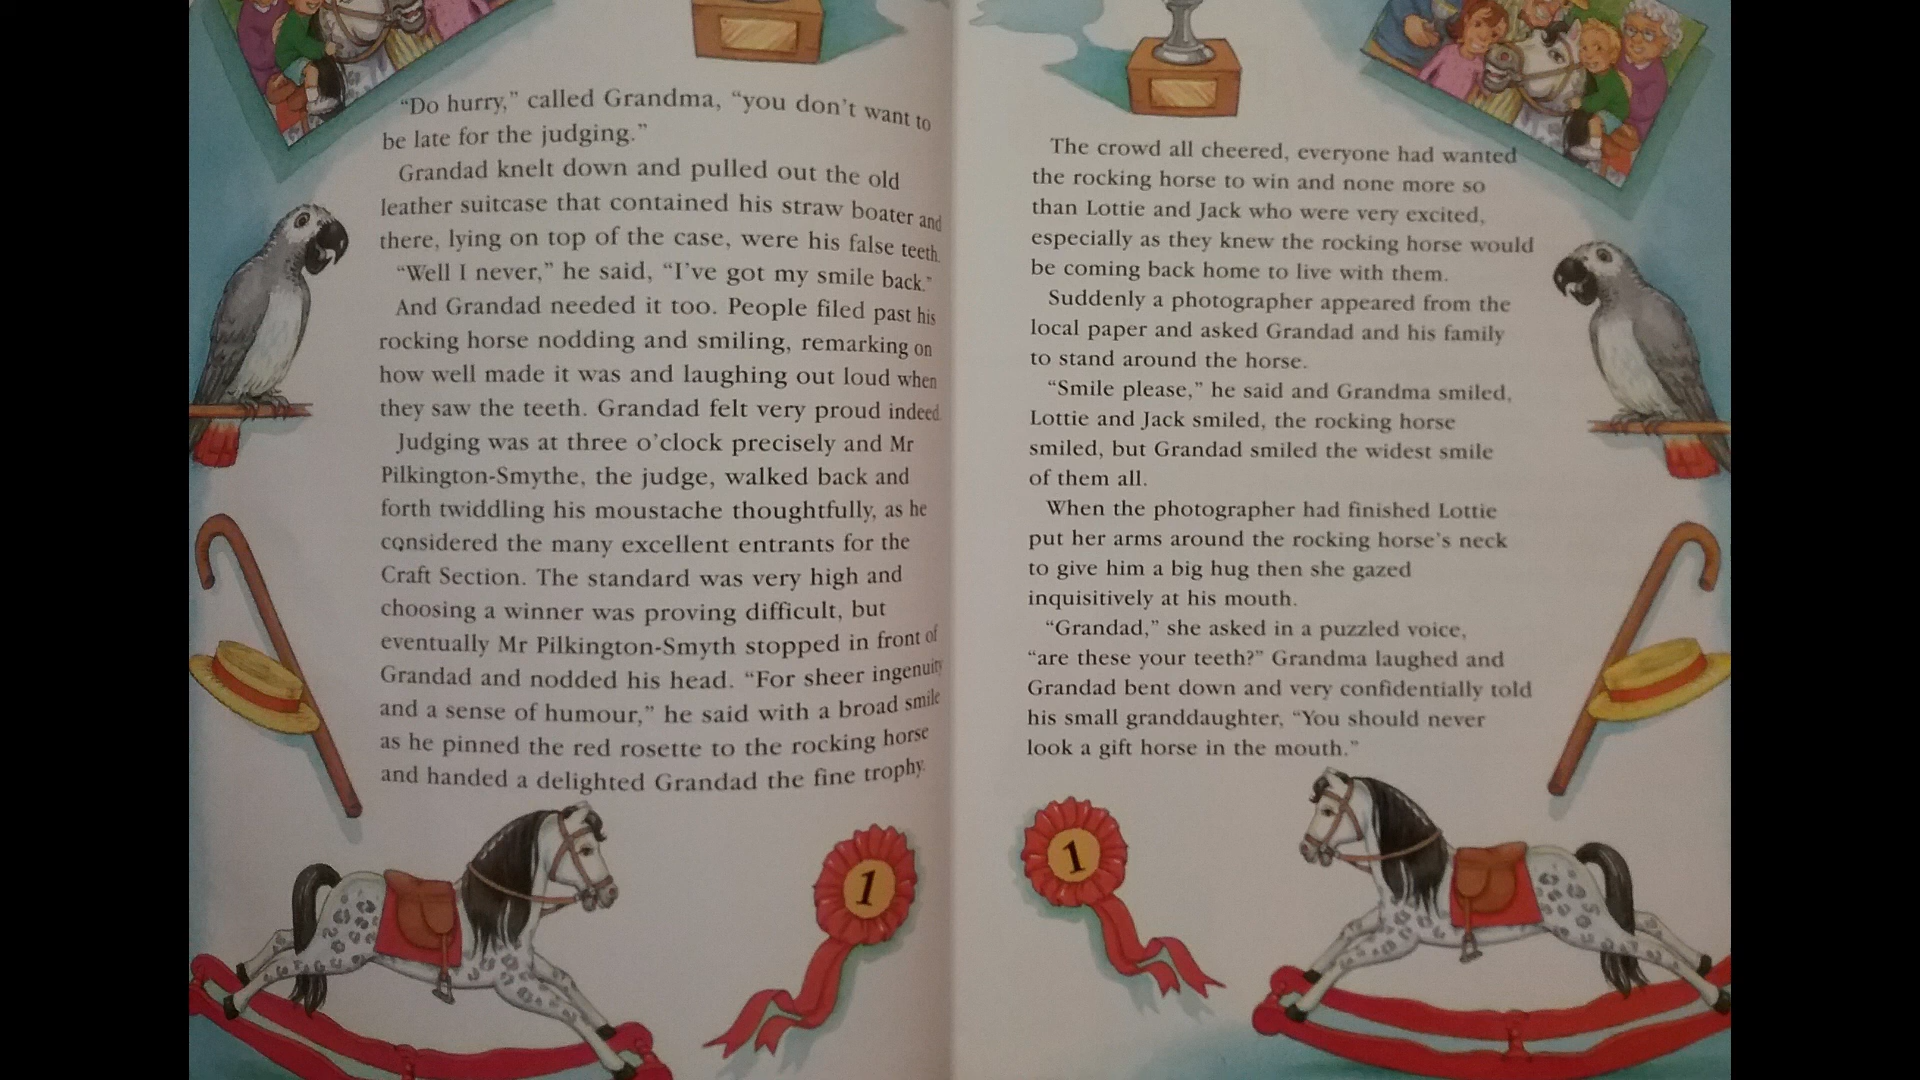 “Do hurry,” called Grandma, “you don’t want to
be late for the judging.”
Grandad knelt down and pulled out the old
leather suitcase that contained his straw boater and
there, lying on top of the case, were his false teeth.
“Well I never,” he said, “I’ve got my smile back.”
And Grandad needed it too. People filed past his
rocking horse nodding and smiling, remarking on
how well made it was and laughing out loud when
they saw the teeth. Grandad felt very proud indeed.
Judging was at three o’clock precisely and Mr
Pilkington-Smythe, the judge, walked back and
forth twiddling his moustache thoughtfully, as he
considered the many excellent entrants for the
Craft Section. The standard was very high and
choosing a winner was proving difficult, but
eventually Mr Pilkington-Smyth stopped in front of
Grandad and nodded his head. “For sheer ingenuity
and a sense of humour,” he said with a broad smile
as he pinned the red rosette to the rocking horse
and handed a delighted Grandad the fine trophy.
1
The crowd all cheered, everyone had wanted
the rocking horse to win and none more so
than Lottie and Jack who were very excited,
especially as they knew the rocking horse would
be coming back home to live with them.
Suddenly a photographer appeared from the
local paper and asked Grandad and his family
to stand around the horse.
“Smile please,” he said and Grandma smiled,
Lottie and Jack smiled, the rocking horse
smiled, but Grandad smiled the widest smile
of them all.
When the photographer had finished Lottie
put her arms around the rocking horse’s neck
to give him a big hug then she gazed
inquisitively at his mouth.
“Grandad,” she asked in a puzzled voice,
“are these your teeth?” Grandma laughed and
Grandad bent down and very confidentially told
his small granddaughter, “You should never
look a gift horse in the mouth.”
1